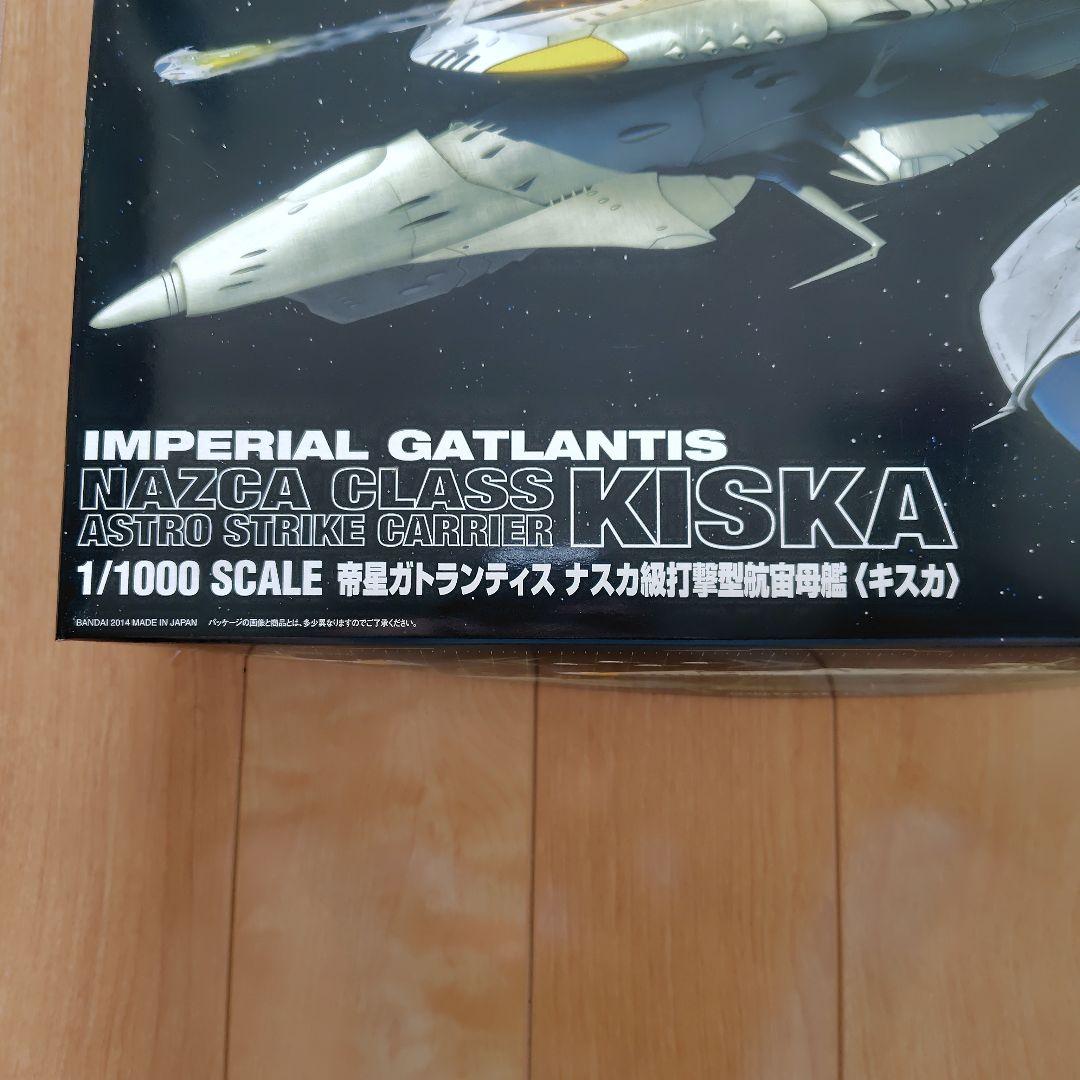 IMPERIAL GATLANTIS
NAZCA CLASS
ASTRO STRIKE CARRIER
KISKA
1/1000 SCALE 帝星ガトランティス ナスカ級打撃型航宙母艦〈キスカ〉
BANDAI 2014 MADE IN JAPAN パッケージの画像と商品とは、多少異なりますのでご了承ください。